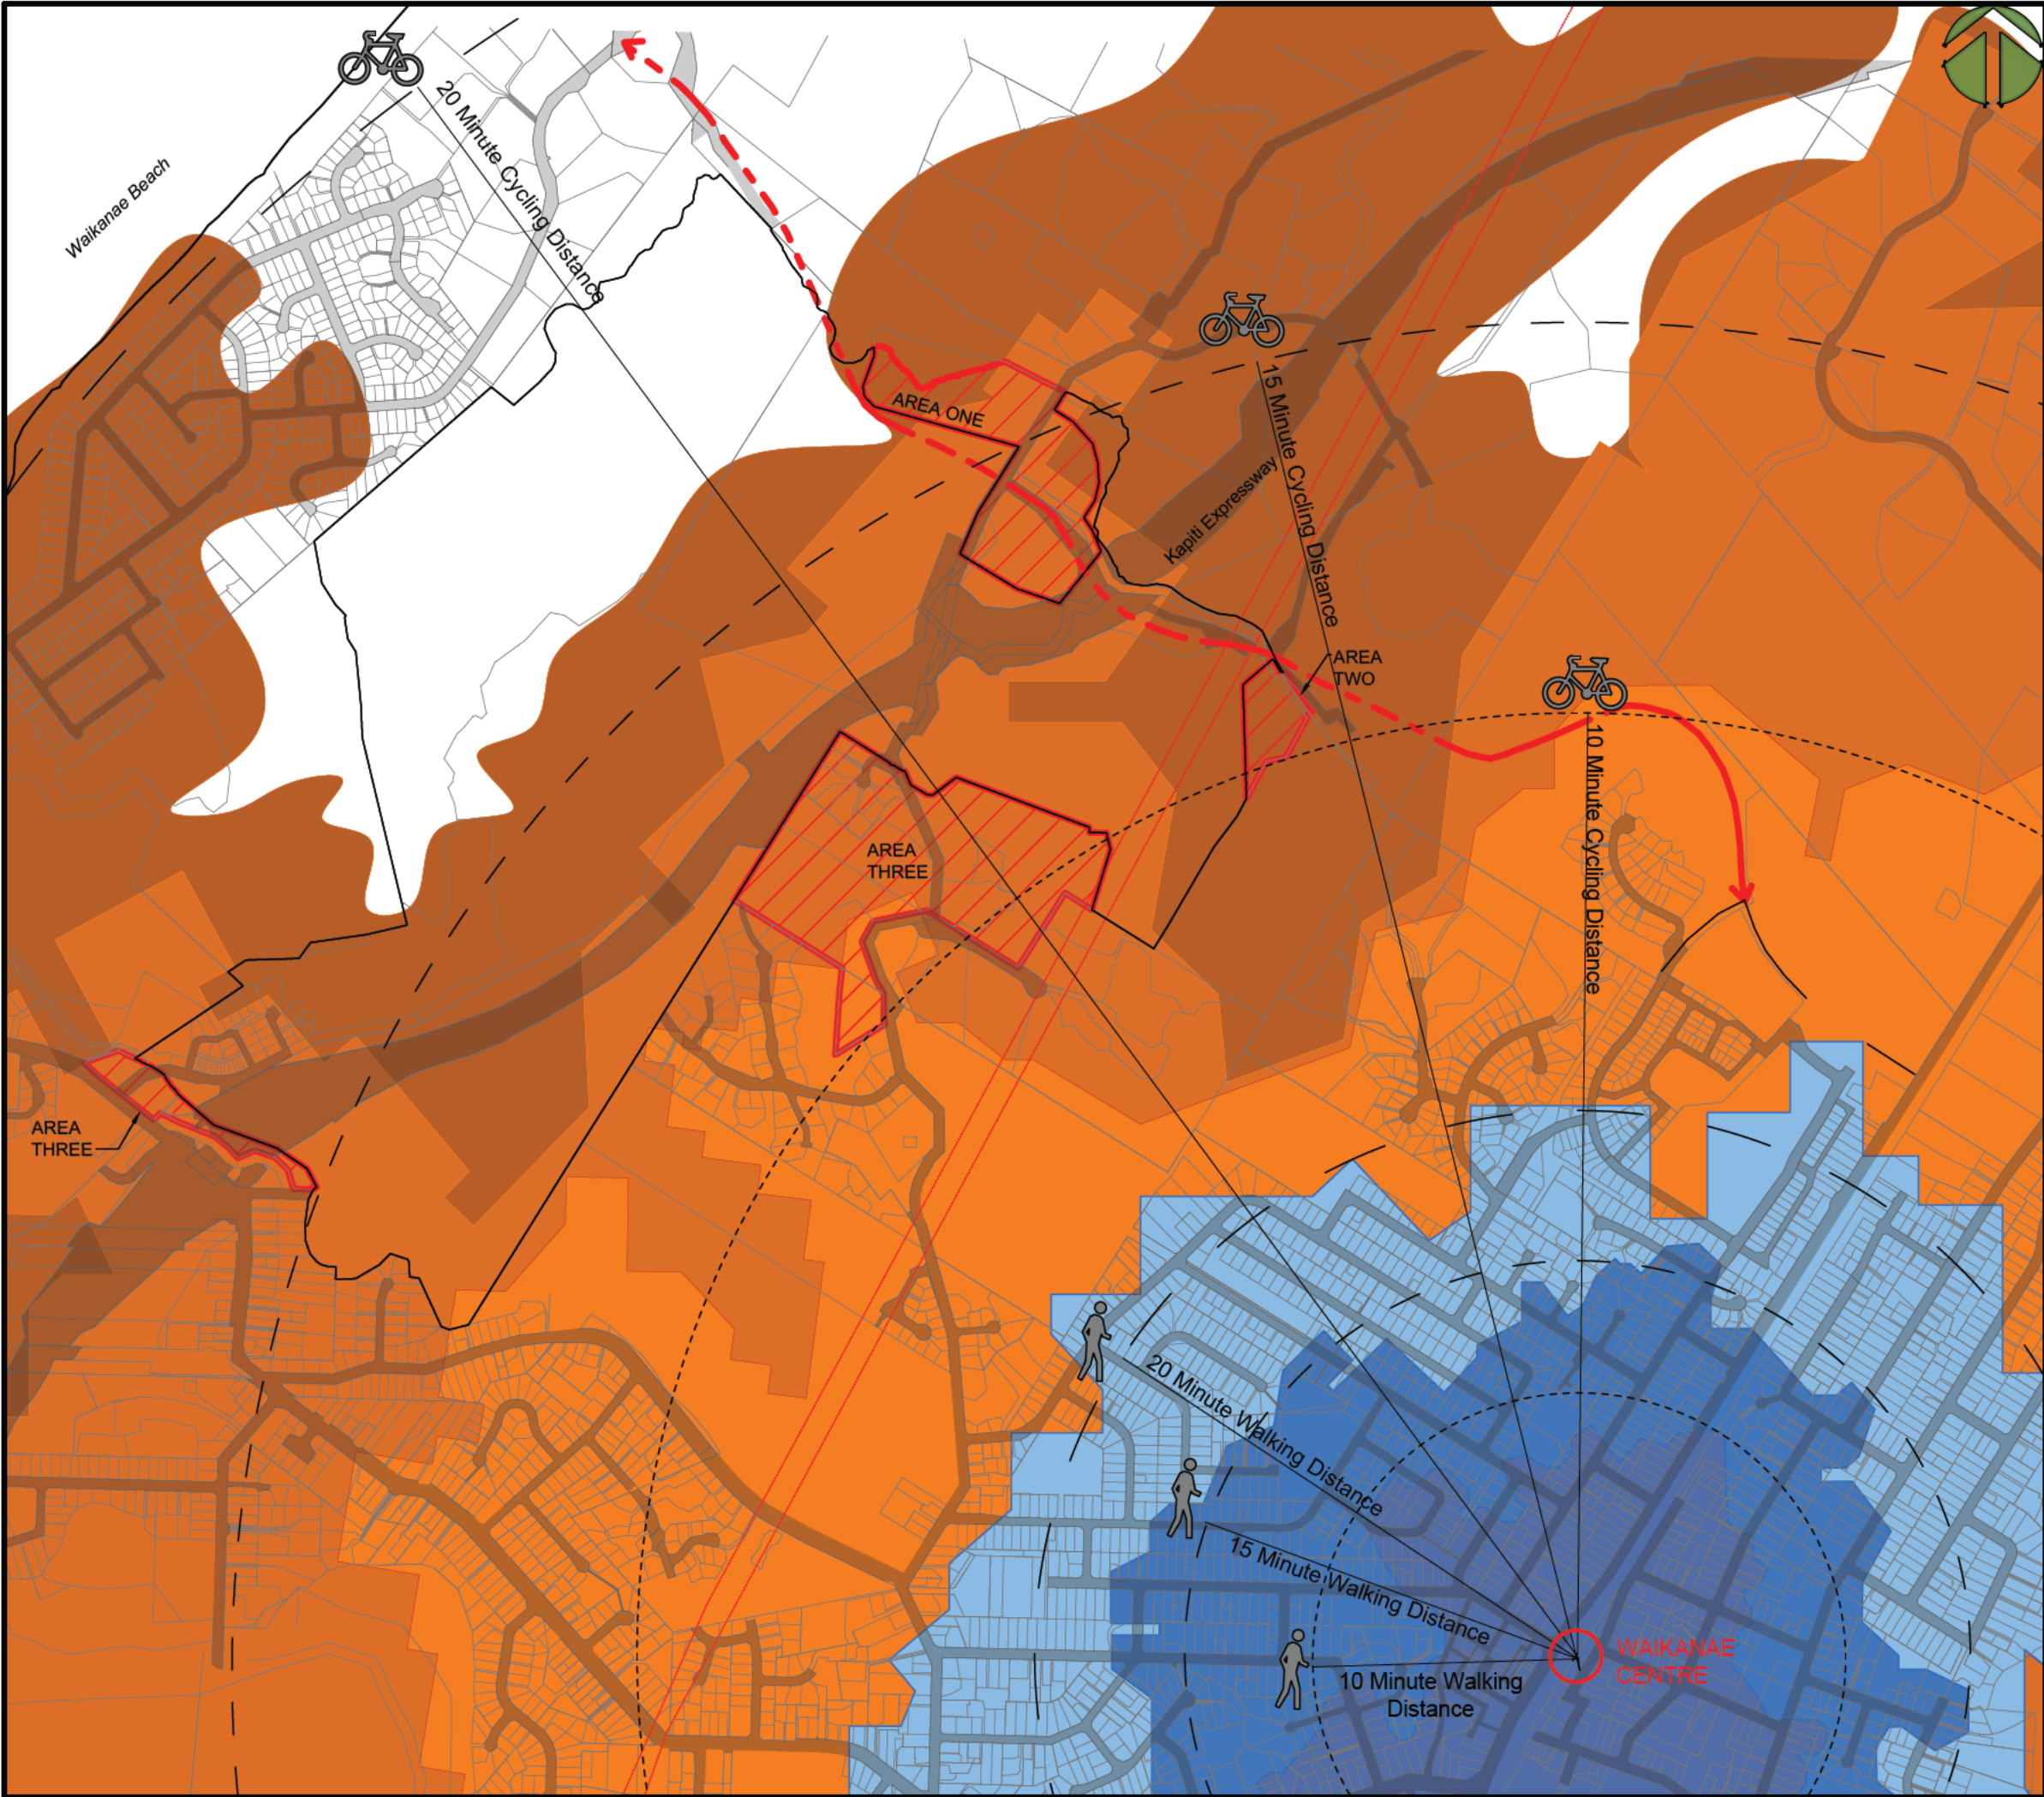 20 Minute Cycling Distance
Waikanae Beach
AREA ONE
15 Minute Cycling Distance
Kapiti Expressway
AREA
TWO
10 Minute Cycling Distance
AREA
THREE
AREA
THREE
20 Minute Walking Distance
15 Minute Walking Distance
WAIKANAE
CENTRE
10 Minute Walking
Distance